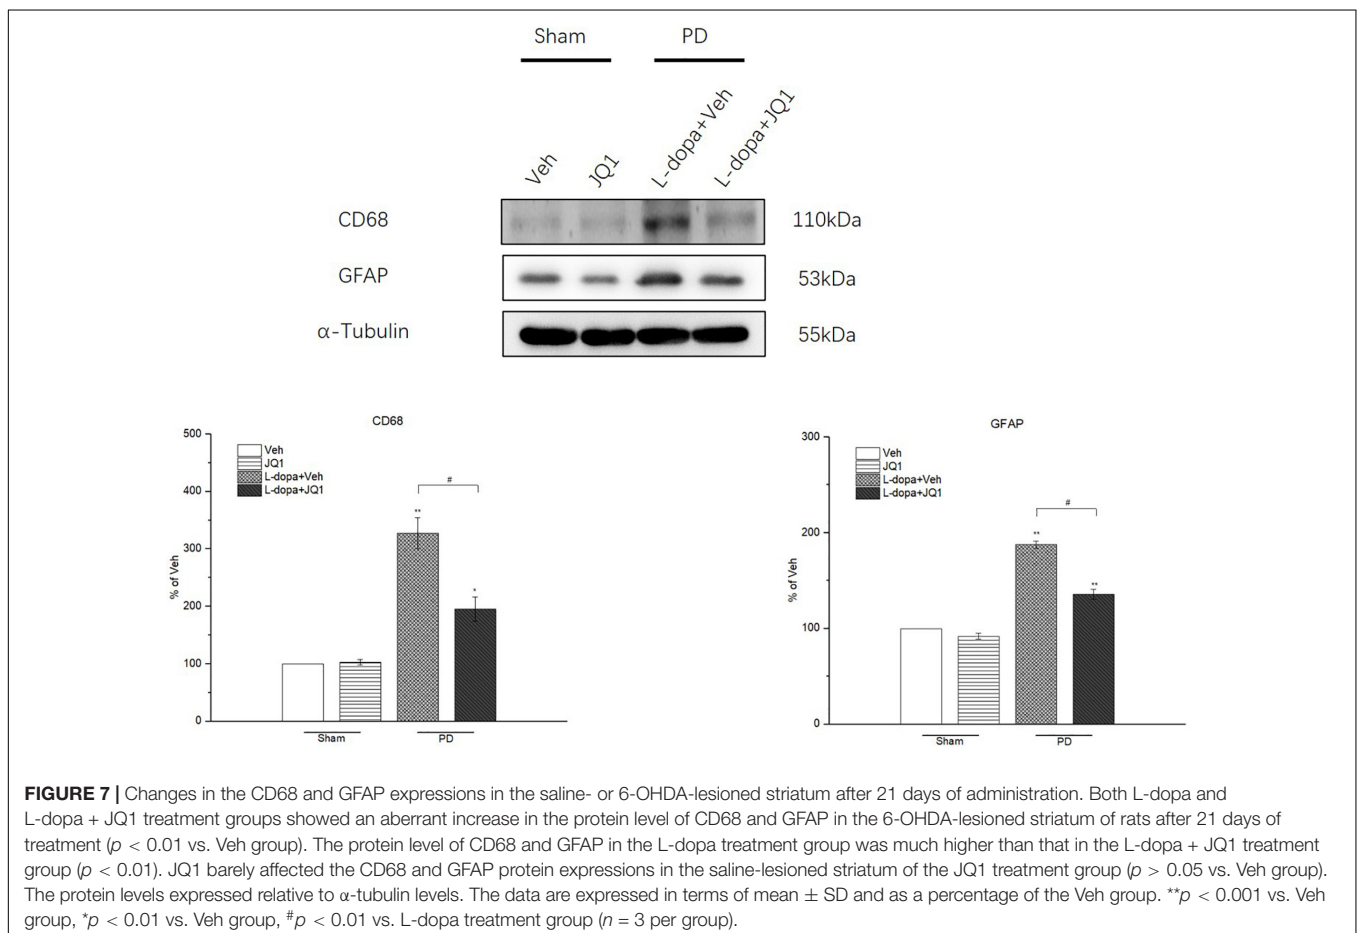 Sham PD
Veh JQ1 L-dopa+Veh L-dopa+JQ1
CD68 110kDa
GFAP 53kDa
α-Tubulin 55kDa
CD68
500
400
300
200
100
0
% of Veh
Veh
JQ1
L-dopa+Veh
L-dopa+JQ1
#
**
*
Sham PD
GFAP
300
200
100
0
% of Veh
Veh
JQ1
L-dopa+Veh
L-dopa+JQ1
#
**
**
Sham PD
FIGURE 7 | Changes in the CD68 and GFAP expressions in the saline- or 6-OHDA-lesioned striatum after 21 days of administration. Both L-dopa and
L-dopa + JQ1 treatment groups showed an aberrant increase in the protein level of CD68 and GFAP in the 6-OHDA-lesioned striatum of rats after 21 days of
treatment (p < 0.01 vs. Veh group). The protein level of CD68 and GFAP in the L-dopa treatment group was much higher than that in the L-dopa + JQ1 treatment
group (p < 0.01). JQ1 barely affected the CD68 and GFAP protein expressions in the saline-lesioned striatum of the JQ1 treatment group (p > 0.05 vs. Veh group).
The protein levels expressed relative to α-tubulin levels. The data are expressed in terms of mean ± SD and as a percentage of the Veh group. **p < 0.001 vs. Veh
group, *p < 0.01 vs. Veh group, #p < 0.01 vs. L-dopa treatment group (n = 3 per group).